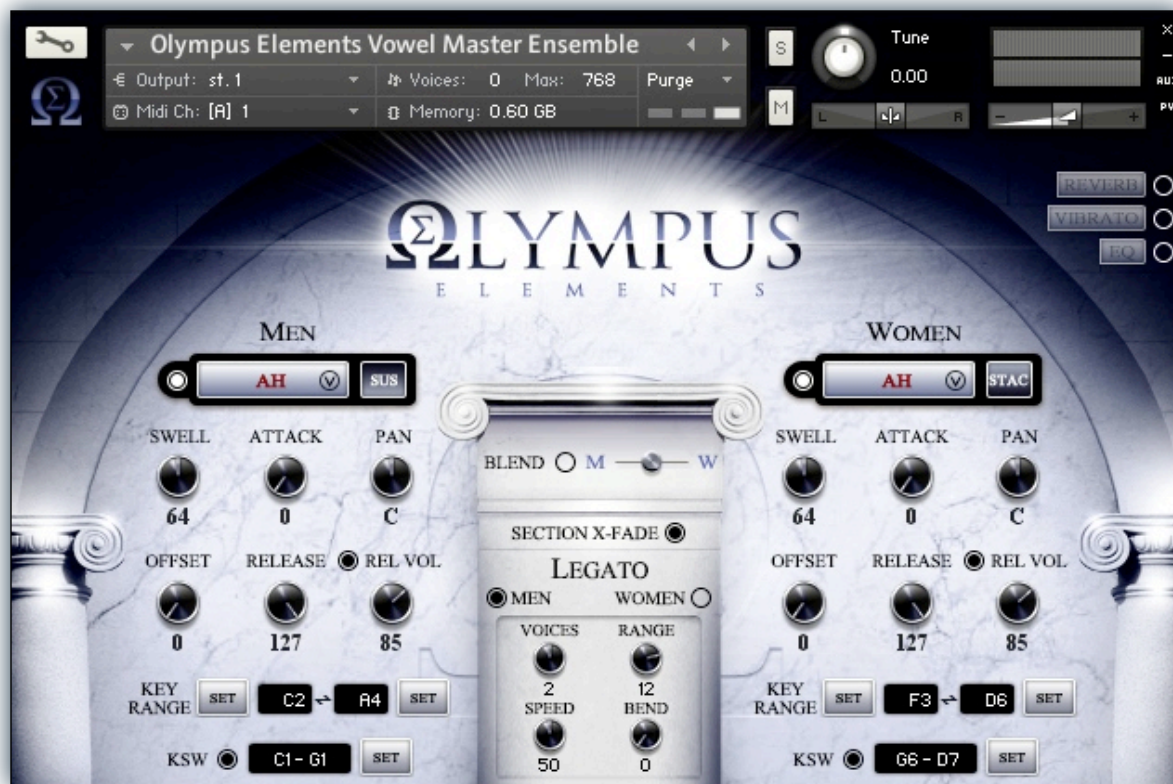 Olympus Elements Vowel Master Ensemble
Output: st. 1
Voices: 0 Max: 768
Purge
Midi Ch: [A] 1
Memory: 0.60 GB
S
M
Tune
0.00
L R
- +
×
-
AUX
PV
REVERB
VIBRATO
EQ
ΩLYMPUS
Σ
ELEMENTS
MEN
AH V SUS
SWELL ATTACK PAN
64 0 C
OFFSET RELEASE REL VOL
0 127 85
KEY RANGE SET C2 ⇌ A4 SET
KSW C1 - G1 SET
BLEND M W
SECTION X-FADE
LEGATO
MEN WOMEN
VOICES RANGE
2 12
SPEED BEND
50 0
WOMEN
AH V STAC
SWELL ATTACK PAN
64 0 C
OFFSET RELEASE REL VOL
0 127 85
KEY RANGE SET F3 ⇌ D6 SET
KSW G6 - D7 SET